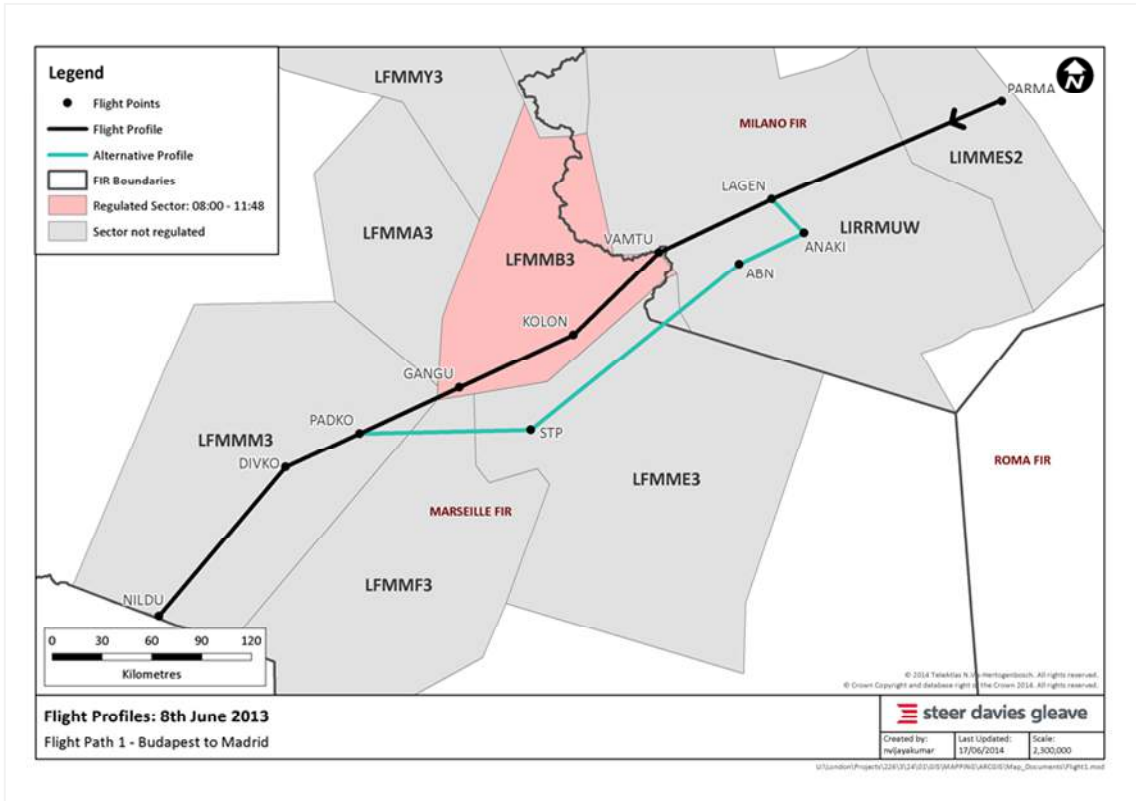 Legend
Flight Points
Flight Profile
Alternative Profile
FIR Boundaries
Regulated Sector: 08:00 - 11:48
Sector not regulated
LFMMY3
N
PARMA
MILANO FIR
LIMMES2
LAGEN
LFMMA3
LIRRMUW
VAMTU
ANAKI
LFMMB3
ABN
KOLON
GANGU
PADKO
STP
LFMMM3
DIVKO
LFMME3
ROMA FIR
MARSEILLE FIR
LFMMF3
NILDU
0 30 60 90 120
Kilometres
© 2014 TeleAtlas N.V. All rights reserved.
© Crown Copyright and database right of the Crown 2014. All rights reserved.
Flight Profiles: 8th June 2013
Flight Path 1 - Budapest to Madrid
steer davies gleave
Created by:
nvijayakumar
Last Updated:
17/06/2014
Scale:
2,300,000